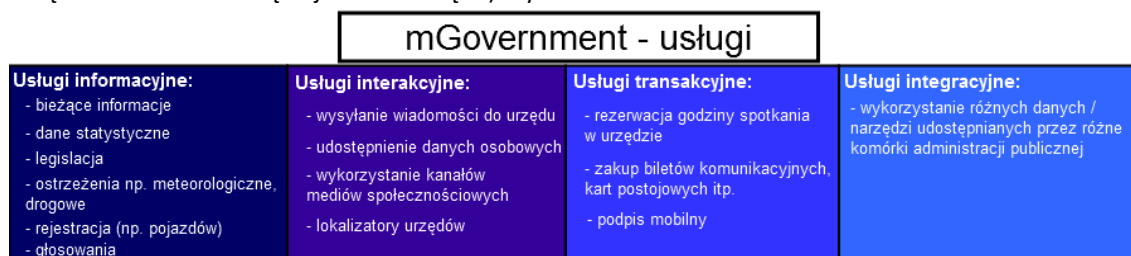 mGovernment - usługi
Usługi informacyjne:
- bieżące informacje
- dane statystyczne
- legislacja
- ostrzeżenia np. meteorologiczne,
drogowe
- rejestracja (np. pojazdów)
- głosowania
Usługi interakcyjne:
- wysyłanie wiadomości do urzędu
- udostępnienie danych osobowych
- wykorzystanie kanałów
mediów społecznościowych
- lokalizatory urzędów
Usługi transakcyjne:
- rezerwacja godziny spotkania
w urzędzie
- zakup biletów komunikacyjnych,
kart postojowych itp.
- podpis mobilny
Usługi integracyjne:
- wykorzystanie różnych danych /
narzędzi udostępnianych przez różne
komórki administracji publicznej